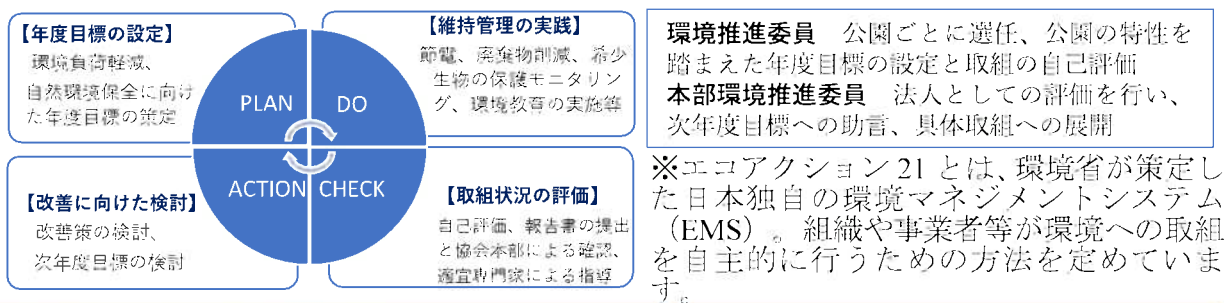 【年度目標の設定】
環境負荷軽減、
自然環境保全に向け
た年度目標の策定
【維持管理の実践】
節電、廃棄物削減、希少
生物の保護モニタリン
グ、環境教育の実施等
PLAN
DO
ACTION
CHECK
【改善に向けた検討】
改善策の検討、
次年度目標の検討
【取組状況の評価】
自己評価、報告書の提出
と協会本部による確認、
適宜専門家による指導
環境推進委員　公園ごとに選任、公園の特性を
踏まえた年度目標の設定と取組の自己評価
本部環境推進委員　法人としての評価を行い、
次年度目標への助言、具体取組への展開
※エコアクション 21 とは、環境省が策定し
た日本独自の環境マネジメントシステム
（EMS）。組織や事業者等が環境への取組
を自主的に行うための方法を定めていま
す。